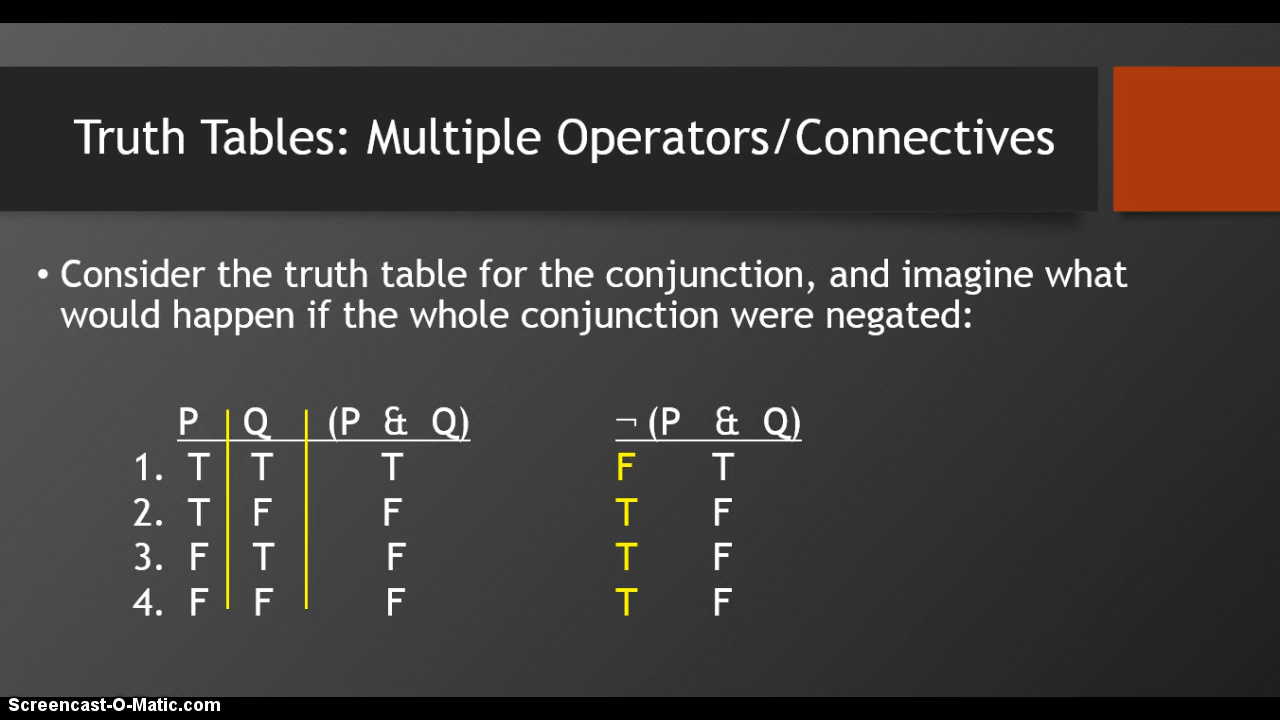 Truth Tables: Multiple Operators/Connectives
• Consider the truth table for the conjunction, and imagine what
would happen if the whole conjunction were negated:
P Q (P & Q) ¬ (P & Q)
1. T T T F T
2. T F F T F
3. F T F T F
4. F F F T F
Screencast-O-Matic.com